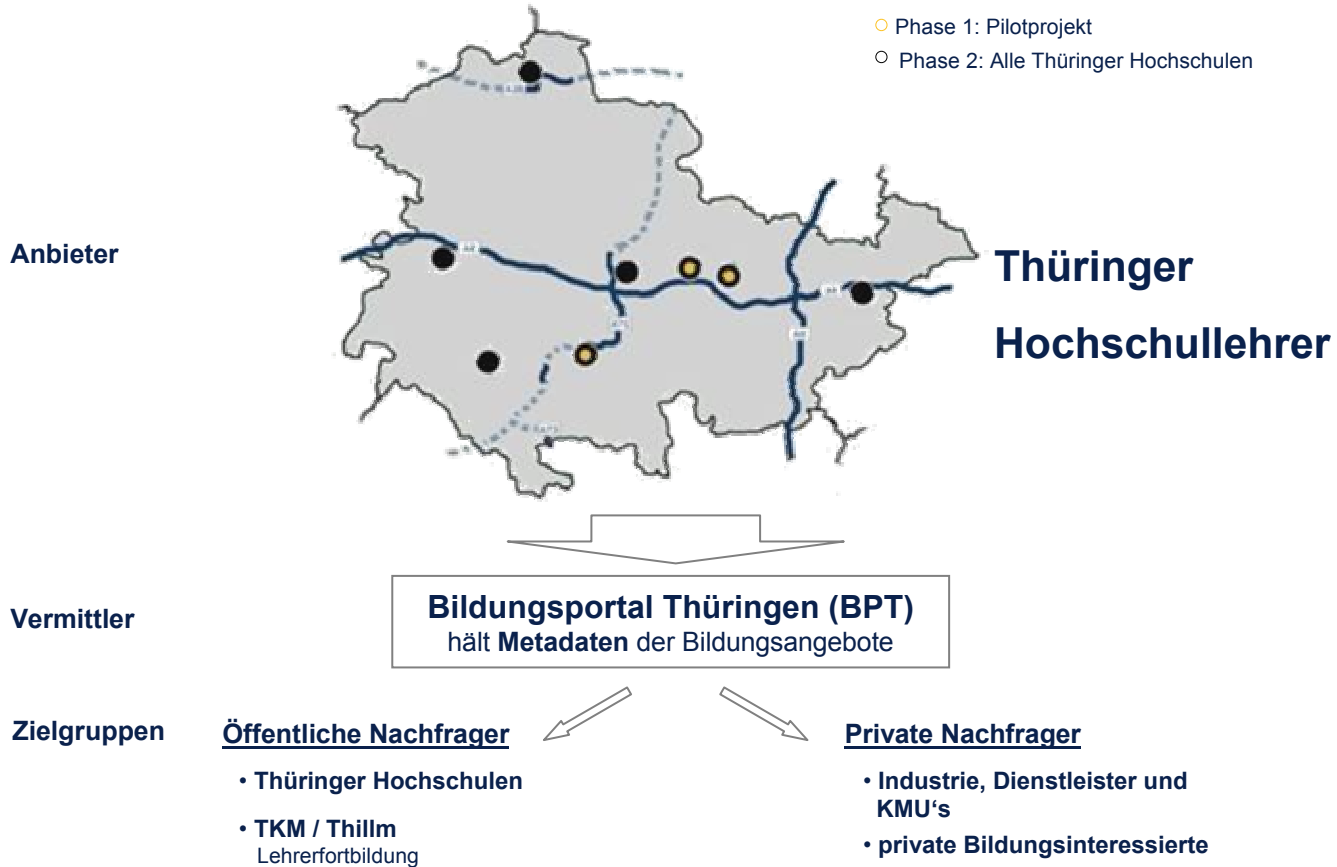 Phase 1: Pilotprojekt
Phase 2: Alle Thüringer Hochschulen
Anbieter
Thüringer
Hochschullehrer
Vermittler
Bildungsportal Thüringen (BPT)
hält Metadaten der Bildungsangebote
Zielgruppen
Öffentliche Nachfrager
• Thüringer Hochschulen
• TKM / Thillm
Lehrerfortbildung
Private Nachfrager
• Industrie, Dienstleister und
KMU‘s
• private Bildungsinteressierte